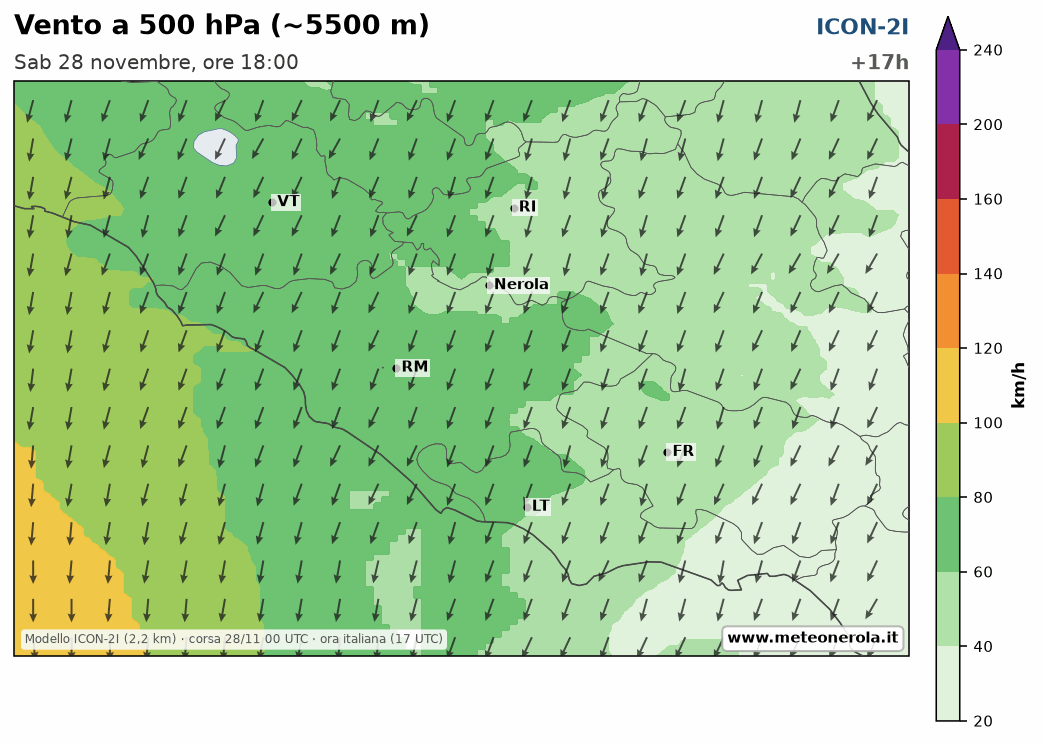 Vento a 500 hPa (~5500 m)
ICON-2I
Sab 28 novembre, ore 18:00
+17h
240
200
160
140
120
100
80
60
40
20
km/h
VT
RI
Nerola
RM
FR
LT
Modello ICON-2I (2,2 km) · corsa 28/11 00 UTC · ora italiana (17 UTC)
www.meteonerola.it